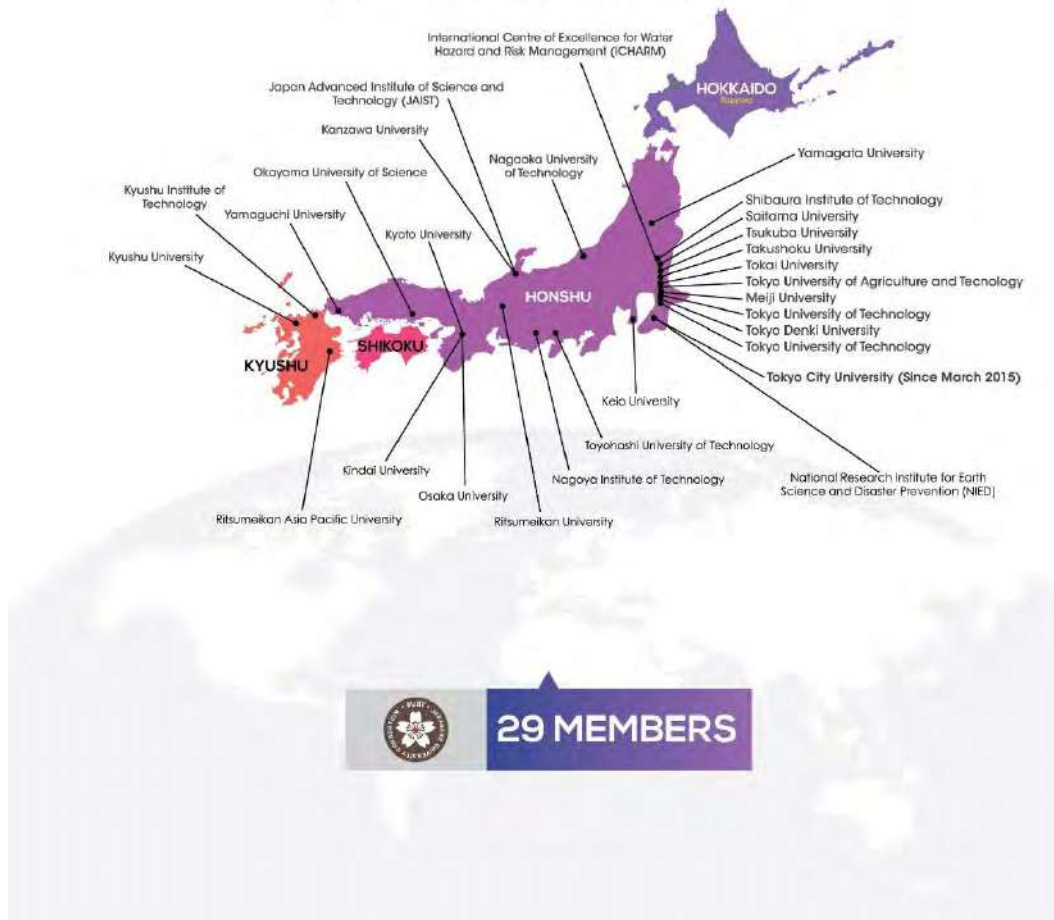 International Centre of Excellence for Water
Hazard and Risk Management (ICHARM)
HOKKAIDO
Japan Advanced Institute of Science and
Technology (JAIST)
Kanzawa University
Nagaoka University
of Technology
Yamagata University
Okayama University of Science
Kyushu Institute of
Technology
Yamaguchi University
Kyoto University
Kyushu University
Shibaura Institute of Technology
Saitama University
Tsukuba University
Takushoku University
Tokai University
Tokyo University of Agriculture and Tecnology
Meiji University
Tokyo University of Technology
Tokyo Denki University
Tokyo University of Technology
HONSHU
SHIKOKU
KYUSHU
Tokyo City University (Since March 2015)
Keio University
Toyohashi University of Technology
Kindai University
Nagoya Institute of Technology
National Research Institute for Earth
Science and Disaster Prevention (NIED)
Osaka University
Ritsumeikan Asia Pacific University
Ritsumeikan University
29 MEMBERS